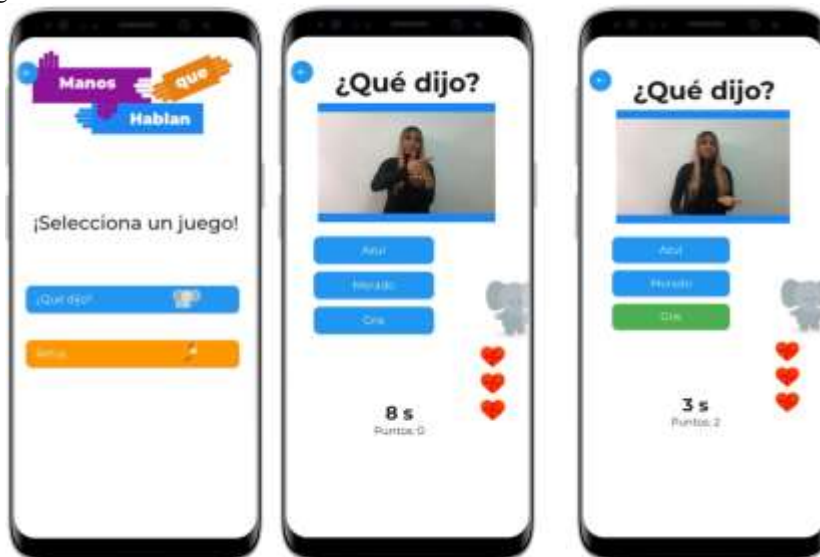 Manos
que
Hablan
¡Selecciona un juego!
¿Qué dijo?
¿Qué dijo?
Azul
Morado
Gris
8 s
Puntos: 0
¿Qué dijo?
Azul
Morado
Gris
3 s
Puntos: 2